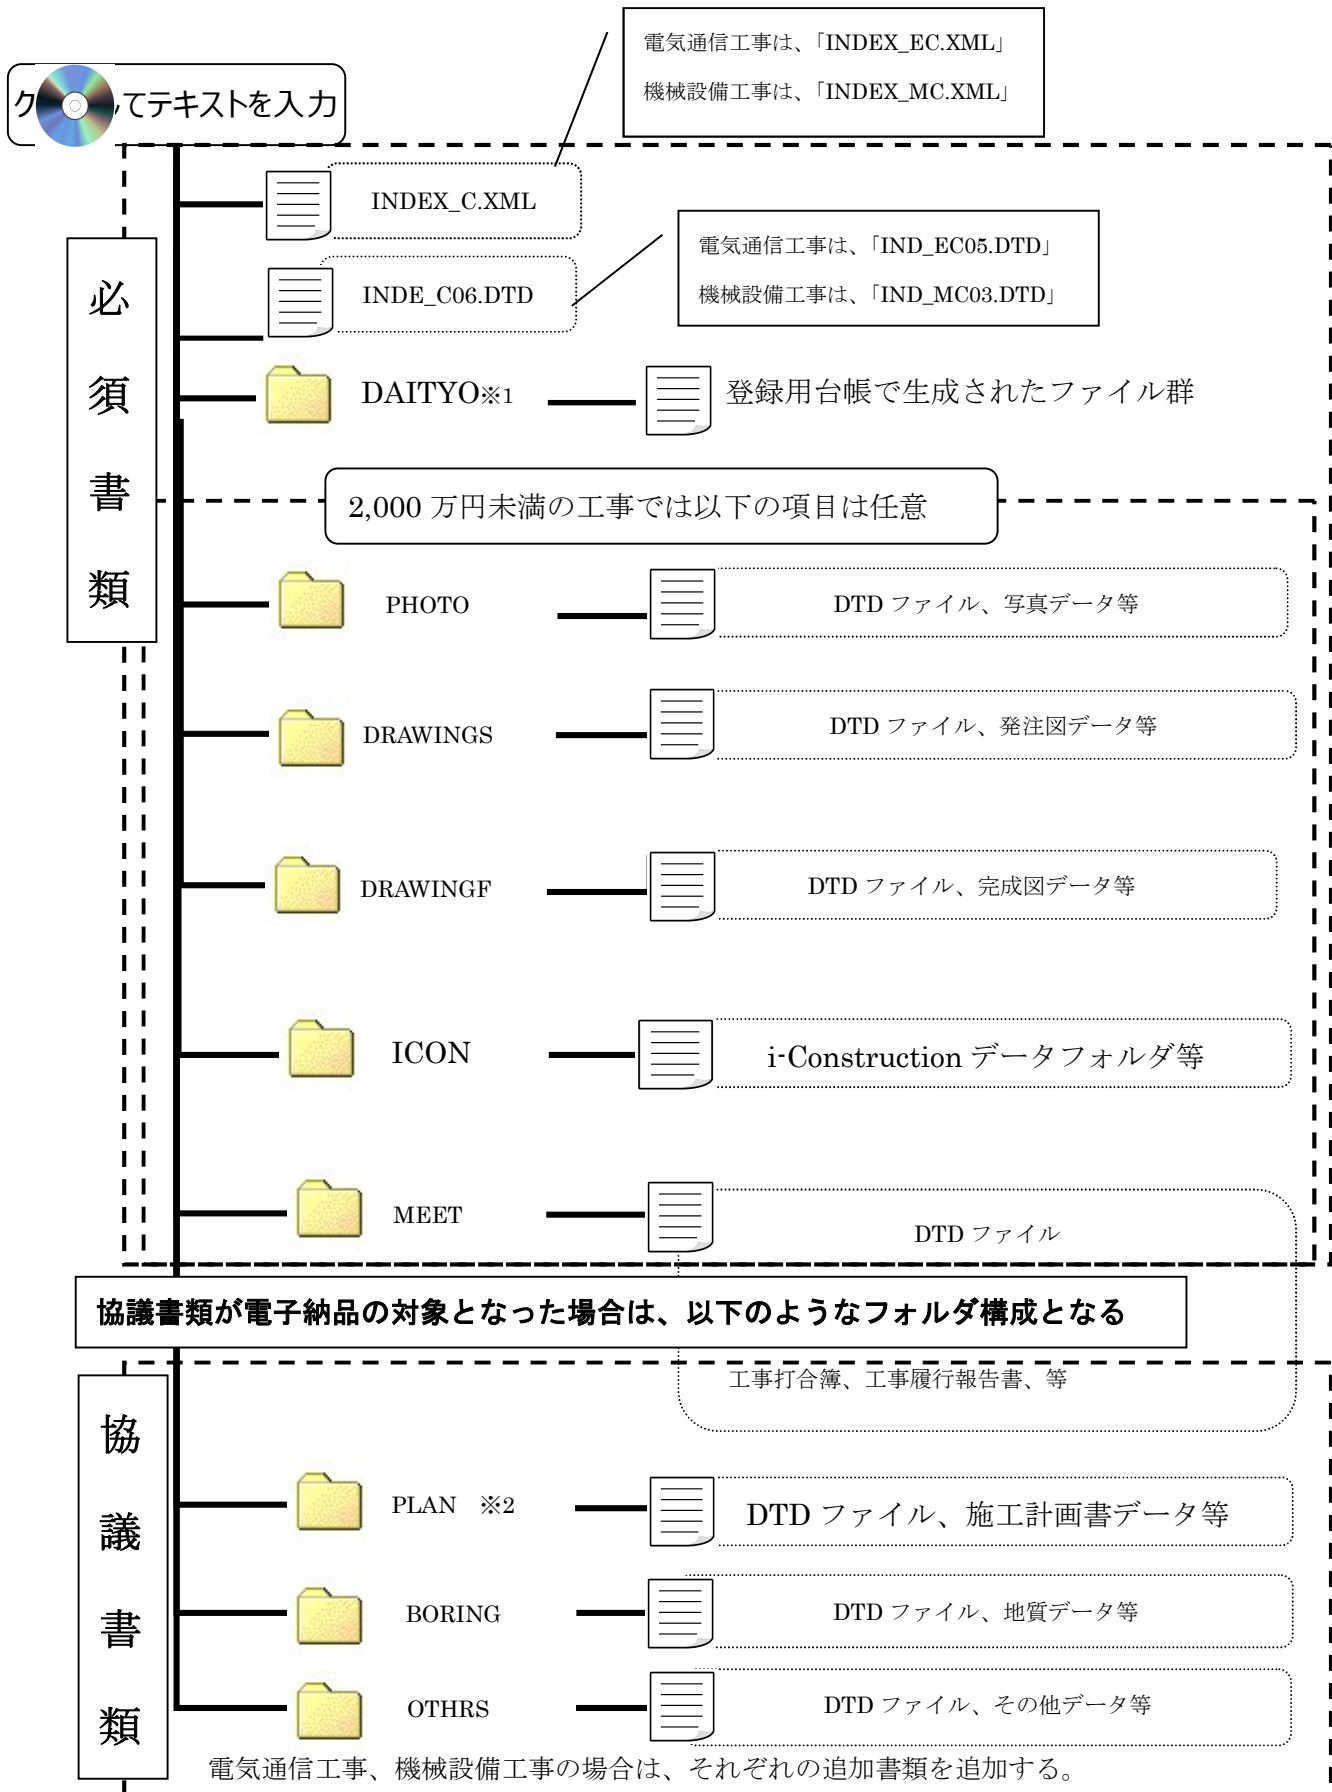 電気通信工事は、「INDEX_EC.XML」
機械設備工事は、「INDEX_MC.XML」
ク してテキストを入力
INDEX_C.XML
電気通信工事は、「IND_EC05.DTD」
機械設備工事は、「IND_MC03.DTD」
INDE_C06.DTD
必須書類
DAITYO※1 登録用台帳で生成されたファイル群
2,000 万円未満の工事では以下の項目は任意
PHOTO DTD ファイル、写真データ等
DRAWINGS DTD ファイル、発注図データ等
DRAWINGF DTD ファイル、完成図データ等
ICON i-Construction データフォルダ等
MEET DTD ファイル
協議書類が電子納品の対象となった場合は、以下のようなフォルダ構成となる
工事打合簿、工事履行報告書、等
協議書類
PLAN ※2 DTD ファイル、施工計画書データ等
BORING DTD ファイル、地質データ等
OTHRS DTD ファイル、その他データ等
電気通信工事、機械設備工事の場合は、それぞれの追加書類を追加する。